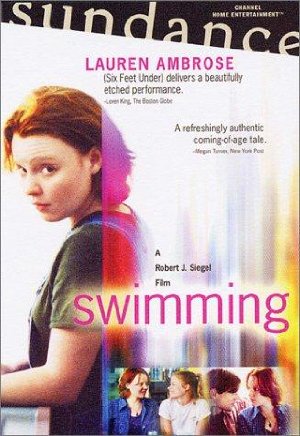 sundance
CHANNEL
HOME ENTERTAINMENT™
LAUREN AMBROSE
(Six Feet Under) delivers a beautifully
etched performance.
-Loren King, The Boston Globe
A refreshingly authentic
coming-of-age tale.
-Megan Turner, New York Post
A
Robert J. Siegel
Film
swimming